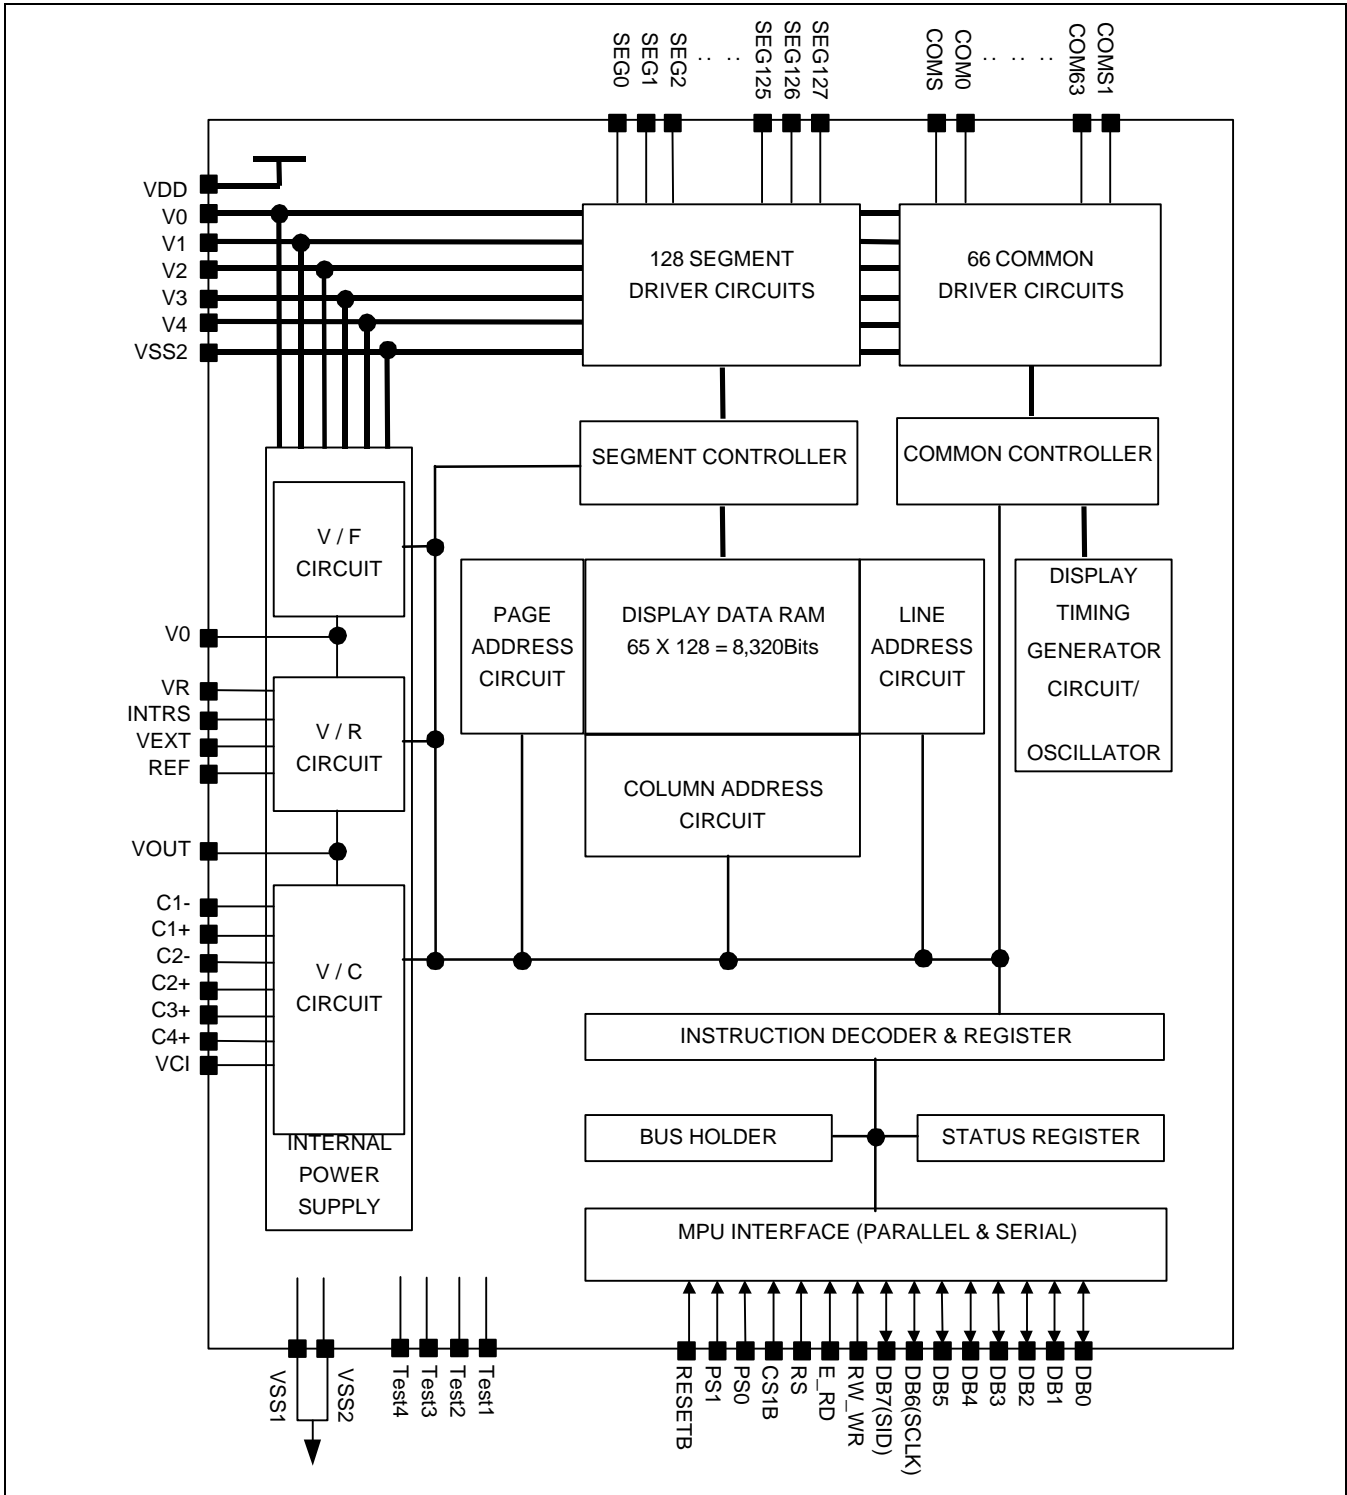 SEG0
SEG1
SEG2
.. ..
SEG125
SEG126
SEG127
COMS
COM0
.. .. ..
COM63
COMS1
VDD
V0
V1
V2
V3
V4
VSS2
128 SEGMENT
DRIVER CIRCUITS
66 COMMON
DRIVER CIRCUITS
SEGMENT CONTROLLER
COMMON CONTROLLER
V / F
CIRCUIT
PAGE
ADDRESS
CIRCUIT
DISPLAY DATA RAM
65 X 128 = 8,320Bits
LINE
ADDRESS
CIRCUIT
DISPLAY
TIMING
GENERATOR
CIRCUIT/
OSCILLATOR
V0
VR
INTRS
VEXT
REF
V / R
CIRCUIT
COLUMN ADDRESS
CIRCUIT
VOUT
C1-
C1+
C2-
C2+
C3+
C4+
VCI
V / C
CIRCUIT
INSTRUCTION DECODER & REGISTER
BUS HOLDER
STATUS REGISTER
INTERNAL
POWER
SUPPLY
MPU INTERFACE (PARALLEL & SERIAL)
VSS1
VSS2
Test4
Test3
Test2
Test1
RESETB
PS1
PS0
CS1B
RS
E_RD
RW_WR
DB7(SID)
DB6(SCLK)
DB5
DB4
DB3
DB2
DB1
DB0